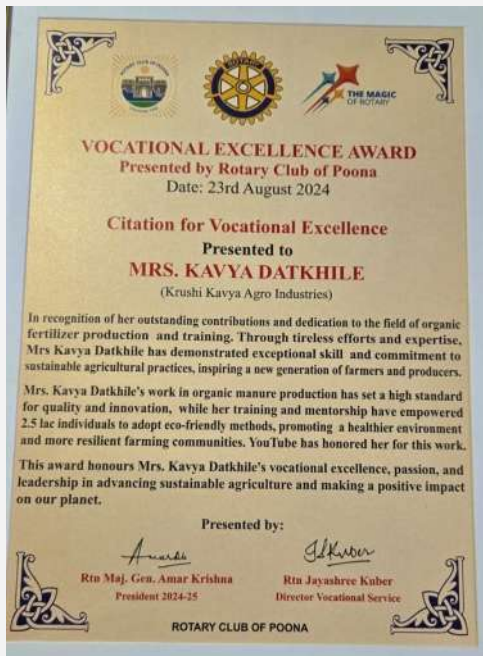 ROTARY
THE MAGIC
OF ROTARY
VOCATIONAL EXCELLENCE AWARD
Presented by Rotary Club of Poona
Date: 23rd August 2024
Citation for Vocational Excellence
Presented to
MRS. KAVYA DATKHILE
(Krushi Kavya Agro Industries)
In recognition of her outstanding contributions and dedication to the field of organic
fertilizer production and training. Through tireless efforts and expertise,
Mrs Kavya Datkhile has demonstrated exceptional skill and commitment to
sustainable agricultural practices, inspiring a new generation of farmers and producers.
Mrs. Kavya Datkhile's work in organic manure production has set a high standard
for quality and innovation, while her training and mentorship have empowered
2.5 lac individuals to adopt eco-friendly methods, promoting a healthier environment
and more resilient farming communities. YouTube has honored her for this work.
This award honours Mrs. Kavya Datkhile's vocational excellence, passion, and
leadership in advancing sustainable agriculture and making a positive impact
on our planet.
Presented by:
Rtn Maj. Gen. Amar Krishna
President 2024-25
Rtn Jayashree Kuber
Director Vocational Service
ROTARY CLUB OF POONA